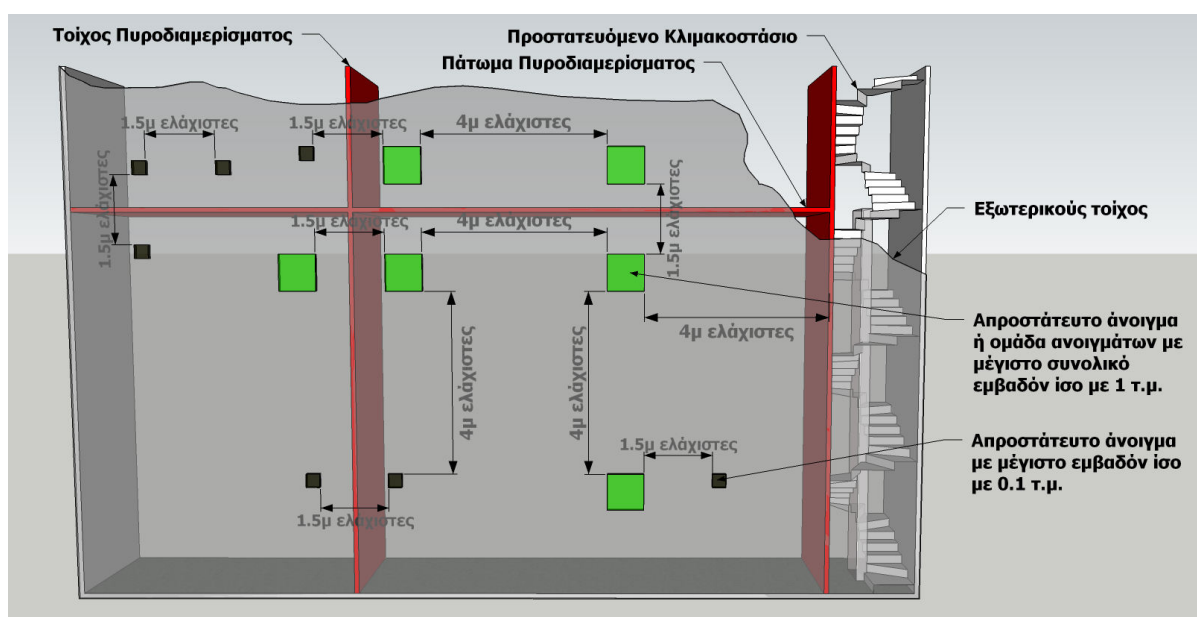 Τοίχος Πυροδιαμερίσματος
Προστατευόμενο Κλιμακοστάσιο
Πάτωμα Πυροδιαμερίσματος
1.5μ ελάχιστες
1.5μ ελάχιστες
4μ ελάχιστες
1.5μ ελάχιστες
1.5μ ελάχιστες
1.5μ ελάχιστες
4μ ελάχιστες
Εξωτερικούς τοίχος
4μ ελάχιστες
4μ ελάχιστες
4μ ελάχιστες
Απροστάτευτο άνοιγμα
ή ομάδα ανοιγμάτων με
μέγιστο συνολικό
εμβαδόν ίσο με 1 τ.μ.
1.5μ ελάχιστες
Απροστάτευτο άνοιγμα
με μέγιστο εμβαδόν ίσο
με 0.1 τ.μ.
1.5μ ελάχιστες